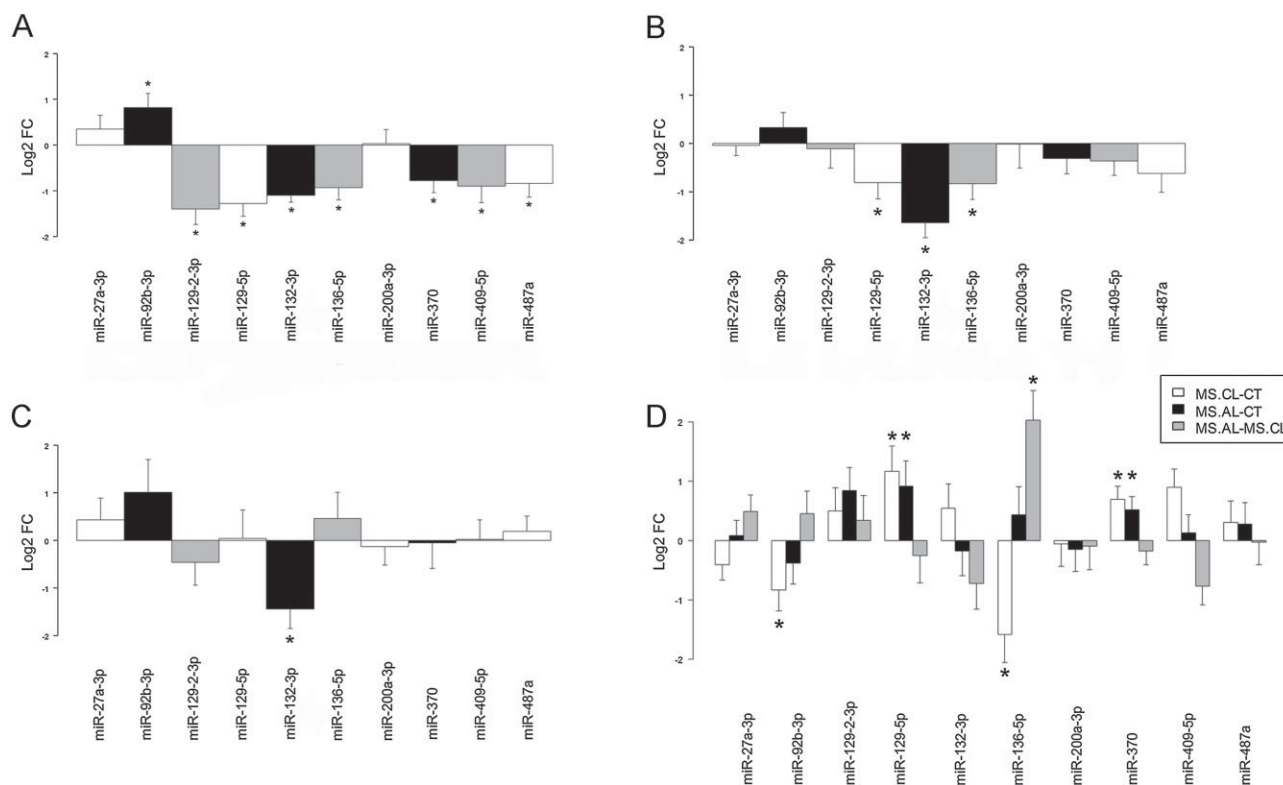 A
Log2 FC
2
1
0
-1
-2
*
* * * * * * *
miR-27a-3p
miR-92b-3p
miR-129-2-3p
miR-129-5p
miR-132-3p
miR-136-5p
miR-200a-3p
miR-370
miR-409-5p
miR-487a
B
Log2 FC
2
1
0
-1
-2
* * *
miR-27a-3p
miR-92b-3p
miR-129-2-3p
miR-129-5p
miR-132-3p
miR-136-5p
miR-200a-3p
miR-370
miR-409-5p
miR-487a
C
Log2 FC
2
1
0
-1
-2
*
miR-27a-3p
miR-92b-3p
miR-129-2-3p
miR-129-5p
miR-132-3p
miR-136-5p
miR-200a-3p
miR-370
miR-409-5p
miR-487a
D
MS.CL-CT
MS.AL-CT
MS.AL-MS.CL
Log2 FC
2
1
0
-1
-2
*
* * * *
*
*
miR-27a-3p
miR-92b-3p
miR-129-2-3p
miR-129-5p
miR-132-3p
miR-136-5p
miR-200a-3p
miR-370
miR-409-5p
miR-487a